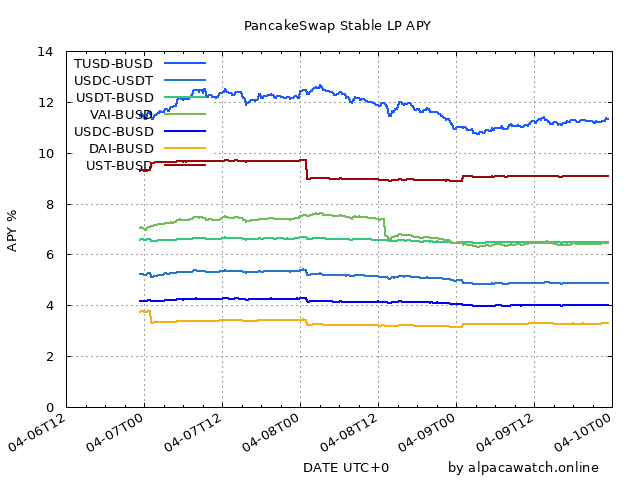 PancakeSwap Stable LP APY
14
12
10
8
6
4
2
0
APY %
TUSD-BUSD
USDC-USDT
USDT-BUSD
VAI-BUSD
USDC-BUSD
DAI-BUSD
UST-BUSD
04-06T12
04-07T00
04-07T12
04-08T00
04-08T12
04-09T00
04-09T12
04-10T00
DATE UTC+0
by alpacawatch.online